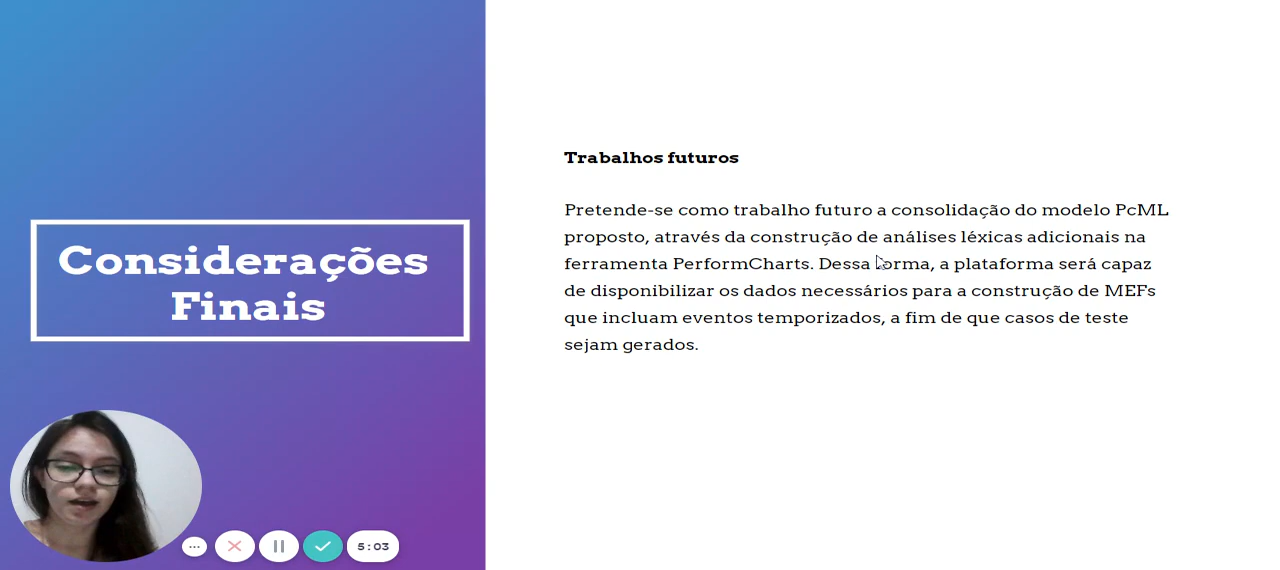 Considerações
Finais
Trabalhos futuros
Pretende-se como trabalho futuro a consolidação do modelo PcML
proposto, através da construção de análises léxicas adicionais na
ferramenta PerformCharts. Dessa forma, a plataforma será capaz
de disponibilizar os dados necessários para a construção de MEFs
que incluam eventos temporizados, a fim de que casos de teste
sejam gerados.
5:03